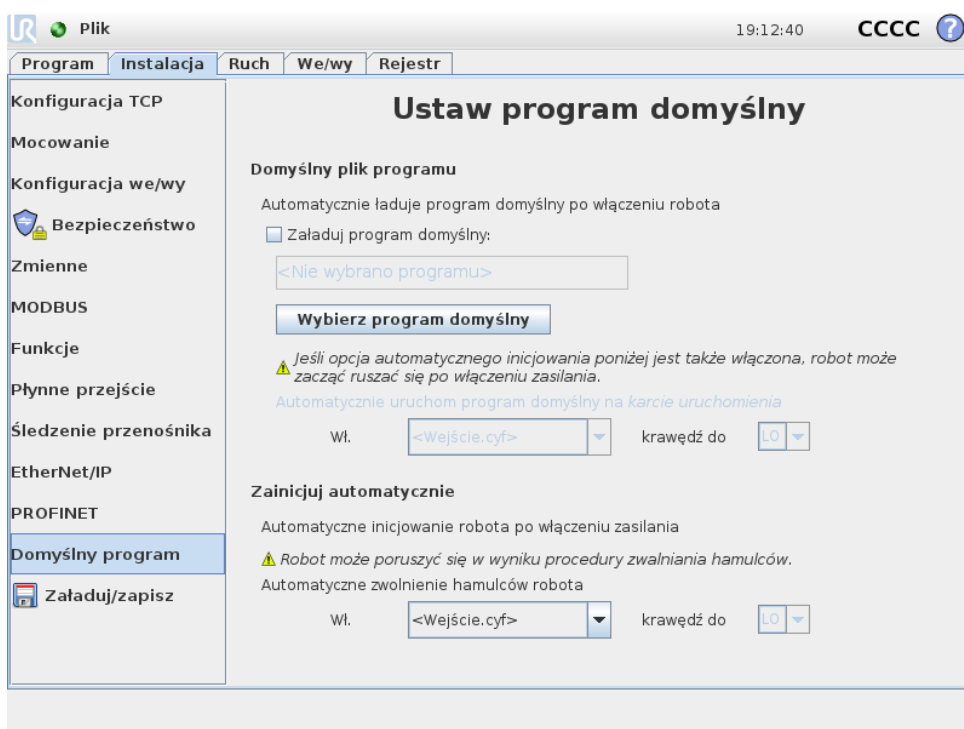 UR Plik 19:12:40 CCCC ?
Program Instalacja Ruch We/wy Rejestr
Konfiguracja TCP
Mocowanie
Konfiguracja we/wy
Bezpieczeństwo
Zmienne
MODBUS
Funkcje
Płynne przejście
Śledzenie przenośnika
EtherNet/IP
PROFINET
Domyślny program
Załaduj/zapisz
Ustaw program domyślny
Domyślny plik programu
Automatycznie ładuje program domyślny po włączeniu robota
Załaduj program domyślny:
<Nie wybrano programu>
Wybierz program domyślny
Jeśli opcja automatycznego inicjowania poniżej jest także włączona, robot może
zacząć ruszać się po włączeniu zasilania.
Automatycznie uruchom program domyślny na karcie uruchomienia
Wł. <Wejście.cyf> krawędź do LO
Zainicjuj automatycznie
Automatyczne inicjowanie robota po włączeniu zasilania
Robot może poruszyć się w wyniku procedury zwalniania hamulców.
Automatyczne zwolnienie hamulców robota
Wł. <Wejście.cyf> krawędź do LO